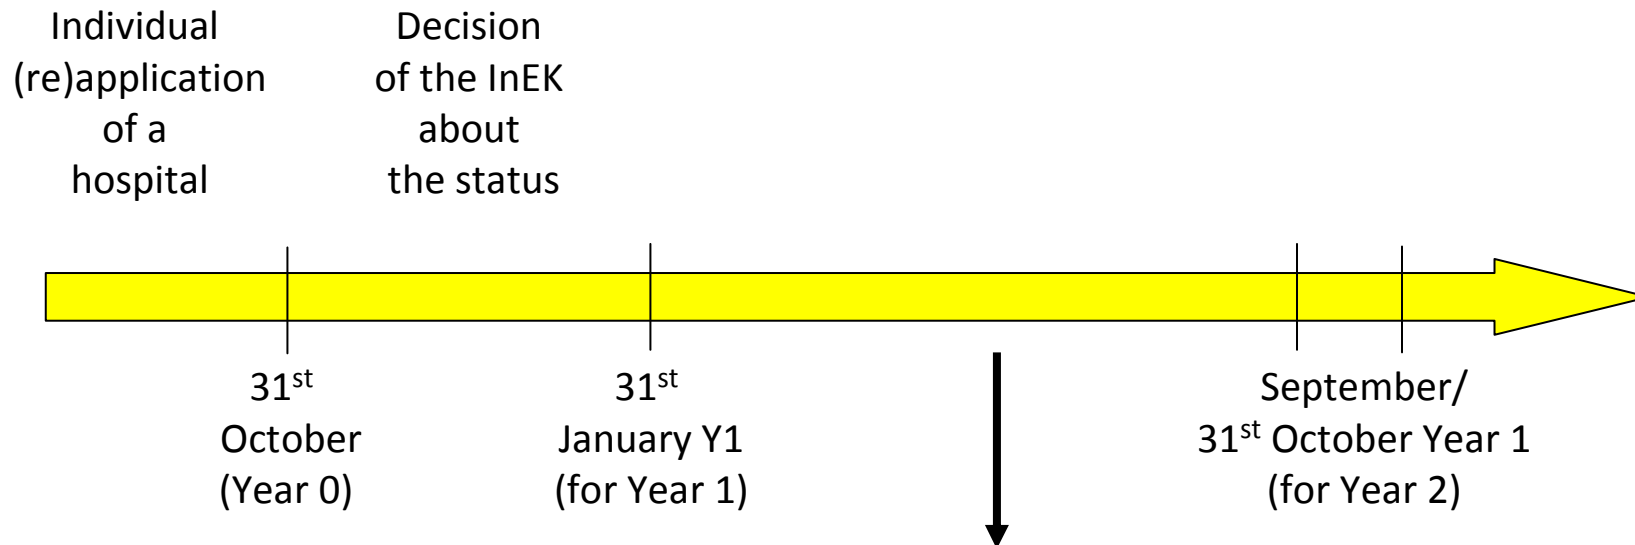 Individual
(re)application
of a
hospital
Decision
of the InEK
about
the status
31st
October
(Year 0)
31st
January Y1
(for Year 1)
September/
31st October Year 1
(for Year 2)